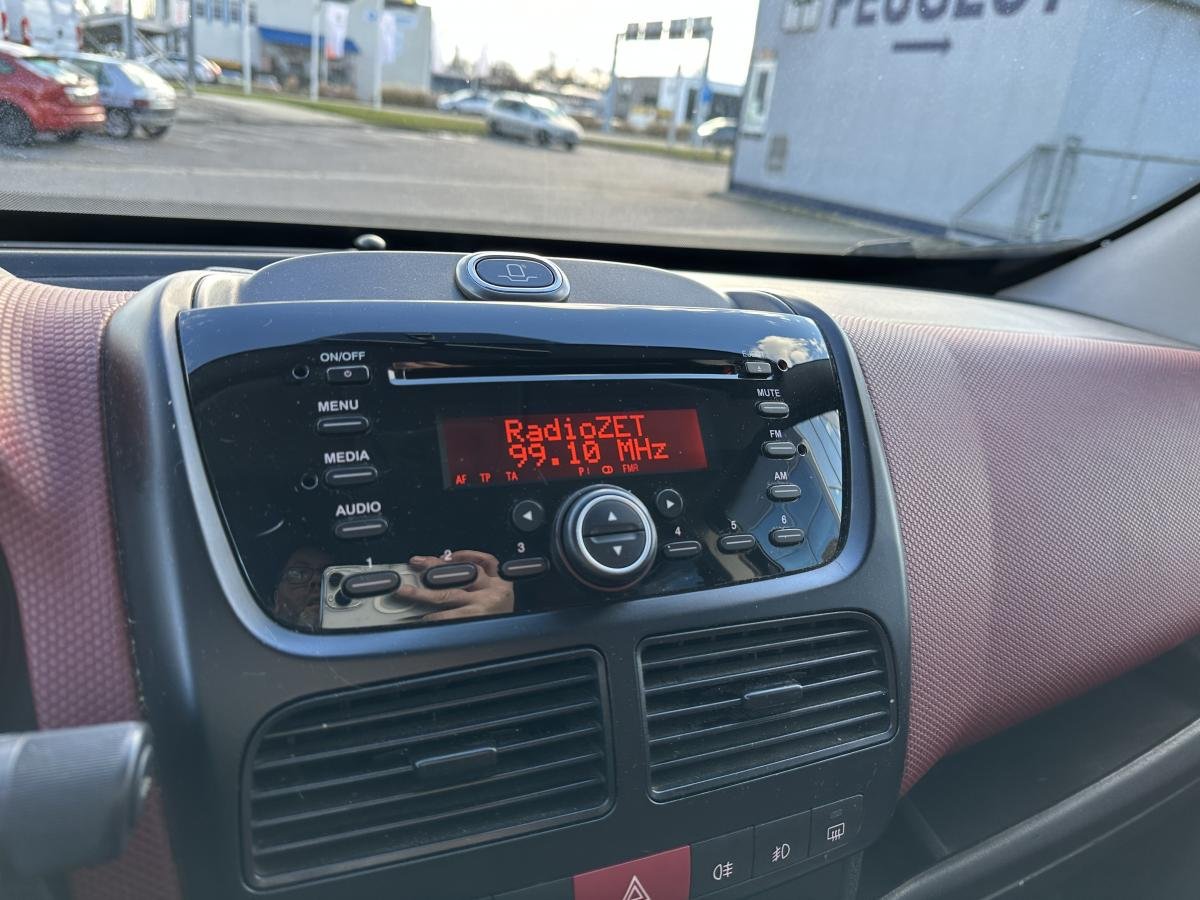 PEUGEOT
ON/OFF
MENU
MEDIA
AUDIO
RadioZET
99.10 MHz
AF TP TA PI CD FMR
MUTE
FM
AM
1 2 3 4 5 6